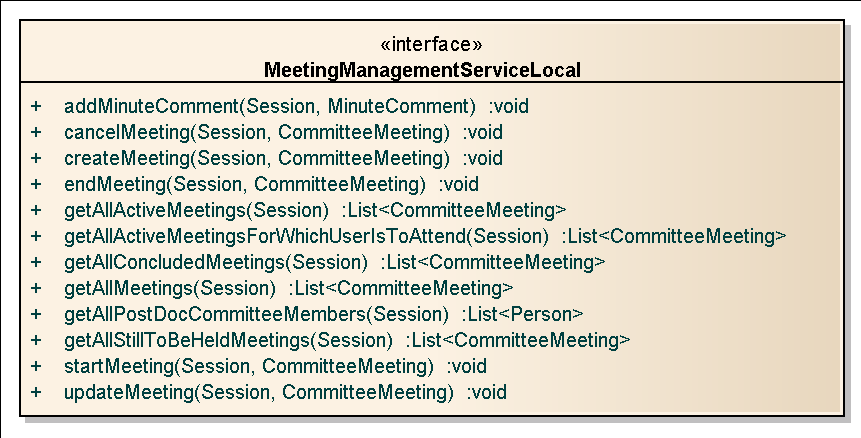 «interface»
MeetingManagementServiceLocal
+ addMinuteComment(Session, MinuteComment) :void
+ cancelMeeting(Session, CommitteeMeeting) :void
+ createMeeting(Session, CommitteeMeeting) :void
+ endMeeting(Session, CommitteeMeeting) :void
+ getAllActiveMeetings(Session) :List<CommitteeMeeting>
+ getAllActiveMeetingsForWhichUserIsToAttend(Session) :List<CommitteeMeeting>
+ getAllConcludedMeetings(Session) :List<CommitteeMeeting>
+ getAllMeetings(Session) :List<CommitteeMeeting>
+ getAllPostDocCommitteeMembers(Session) :List<Person>
+ getAllStillToBeHeldMeetings(Session) :List<CommitteeMeeting>
+ startMeeting(Session, CommitteeMeeting) :void
+ updateMeeting(Session, CommitteeMeeting) :void